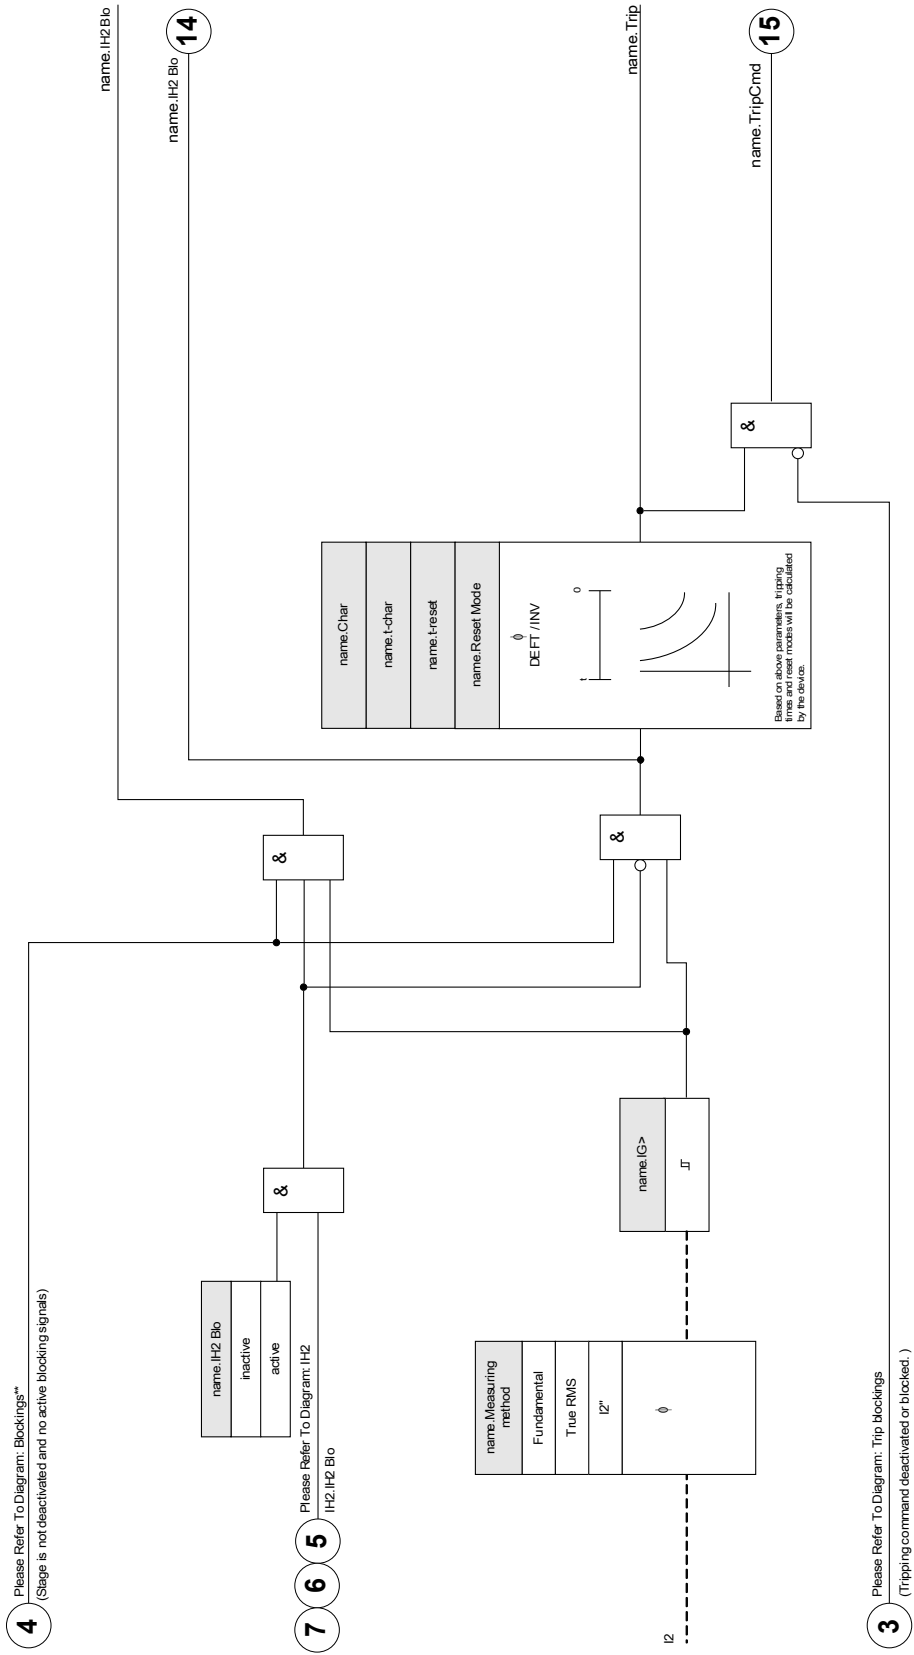 4
Please Refer To Diagram: Blockings**
(Stage is not deactivated and no active blocking signals)
name.IH2 Blo
inactive
active
&
7
6
5
Please Refer To Diagram: IH2
IH2.IH2 Blo
&
name.IH2 Blo
name.IH2 Blo
14
I2
name.Measuring
method
Fundamental
True RMS
I2"
ϕ
name.IG>
&
name.Char
name.t-char
name.t-reset
name.Reset Mode
ϕ
DEFT / INV
t
0
Based on above parameters, tripping
times and reset modes will be calculated
by the device.
name.Trip
&
name.TripCmd
15
3
Please Refer To Diagram: Trip blockings
(Tripping command deactivated or blocked. )